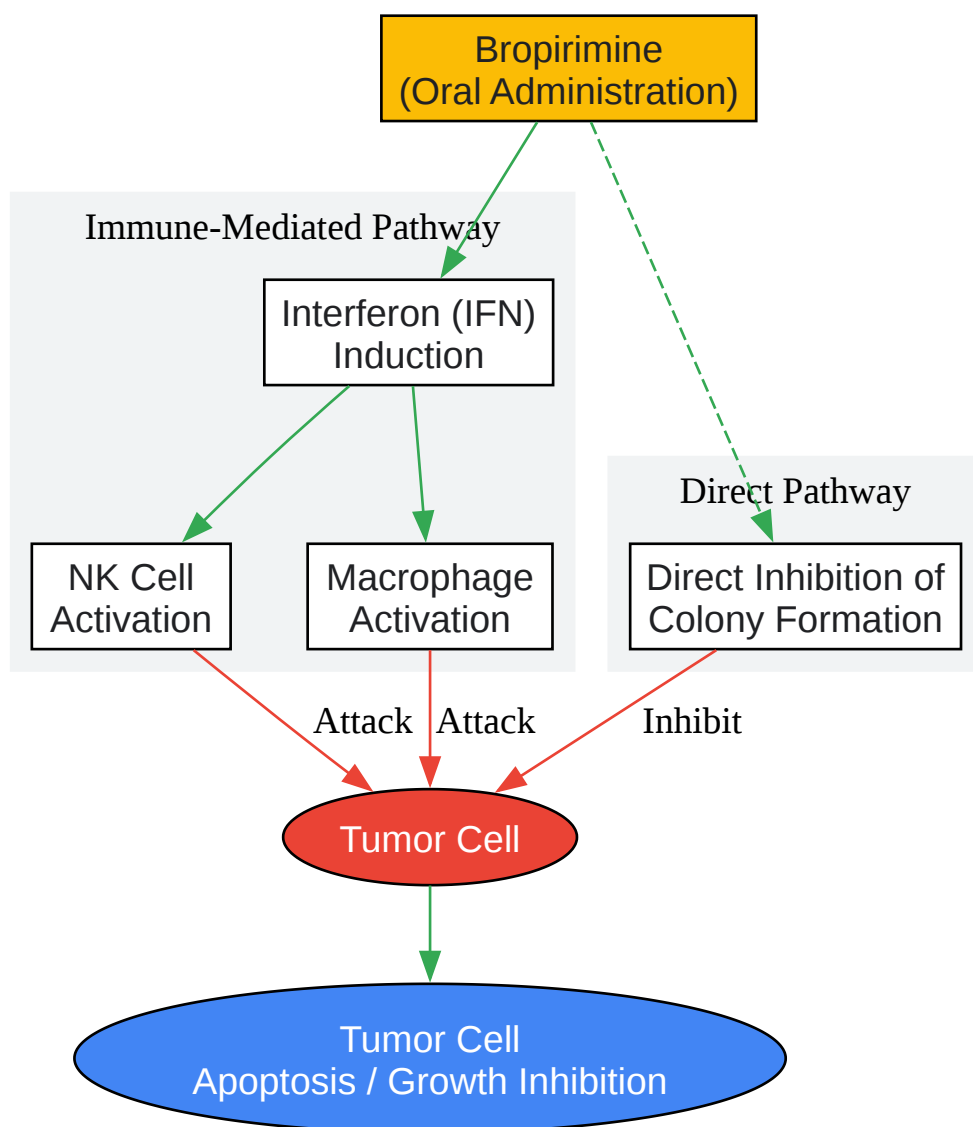 Bropirimine
(Oral Administration)
Immune-Mediated Pathway
Interferon (IFN)
Induction
Direct Pathway
NK Cell
Activation
Macrophage
Activation
Direct Inhibition of
Colony Formation
Attack
Attack
Inhibit
Tumor Cell
Tumor Cell
Apoptosis / Growth Inhibition